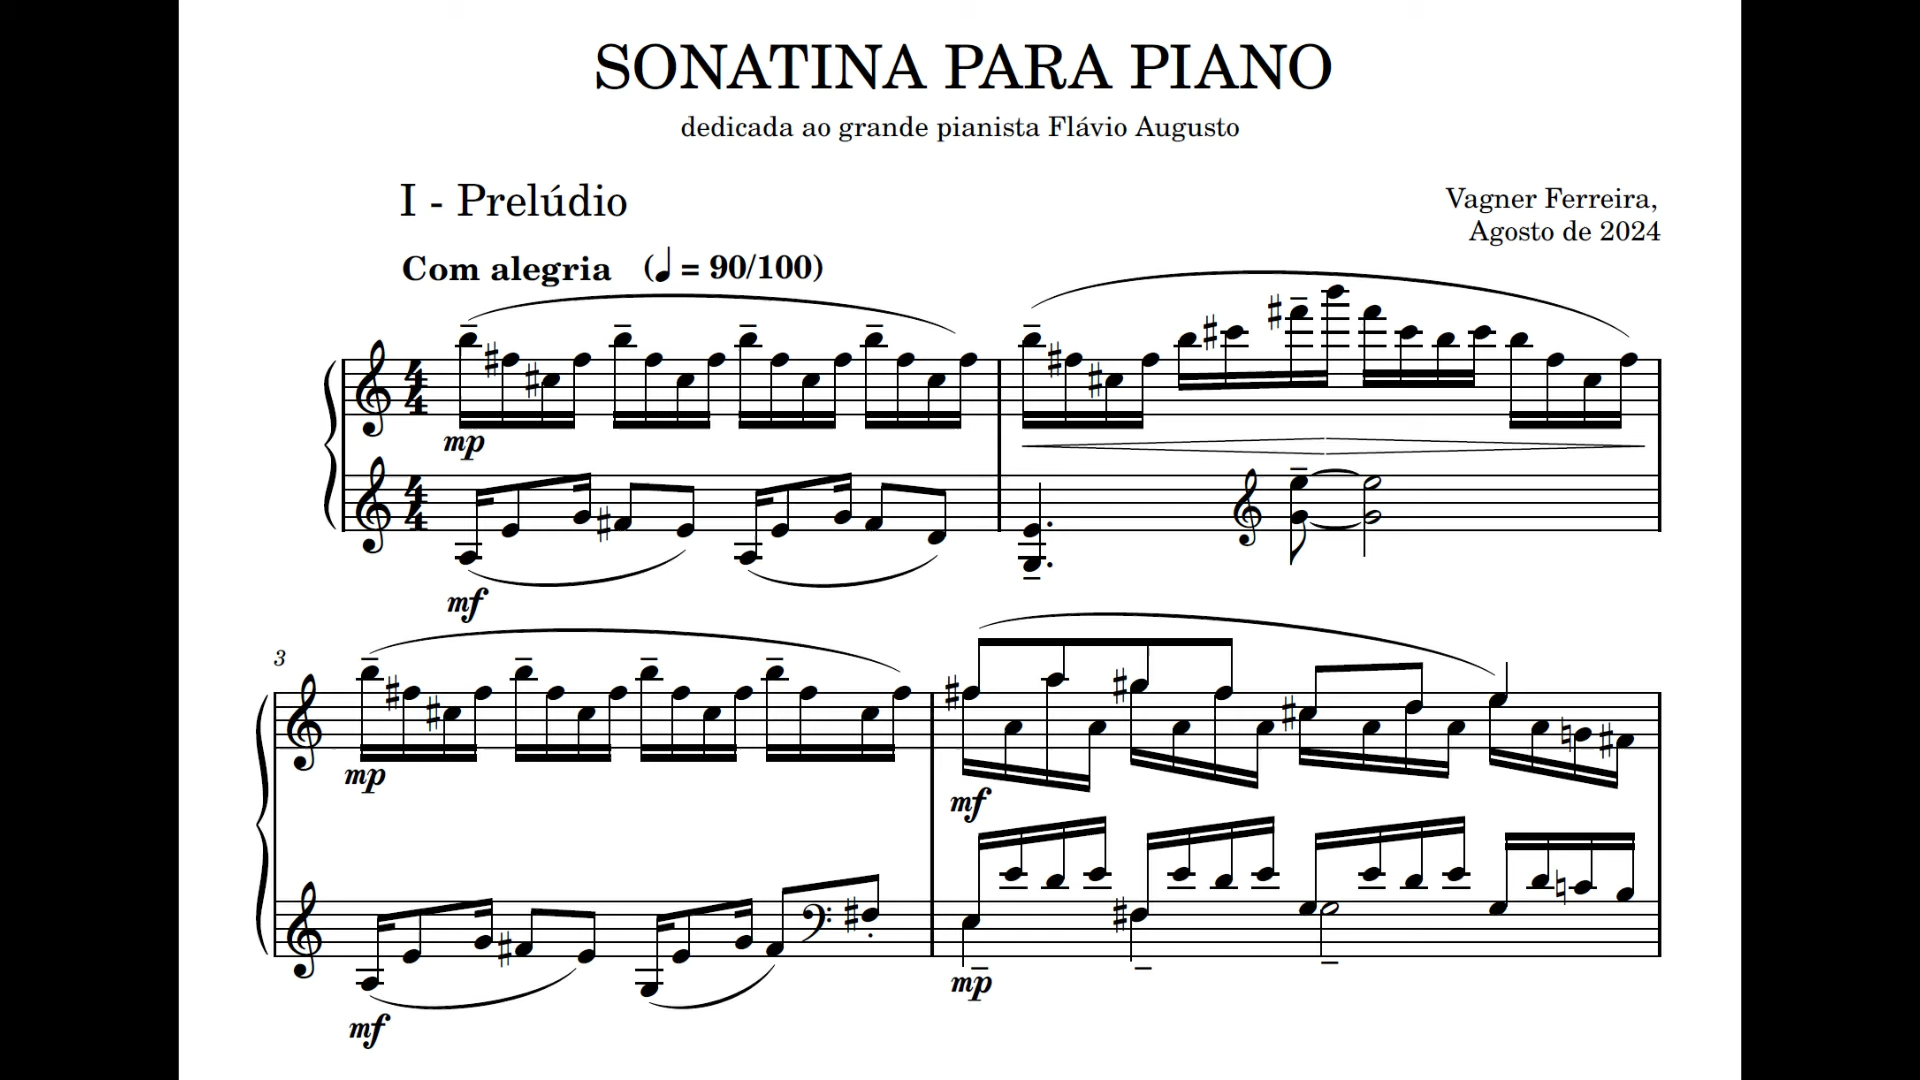 SONATINA PARA PIANO
dedicada ao grande pianista Flávio Augusto
I - Prelúdio
Vagner Ferreira,
Agosto de 2024
Com alegria (♩ = 90/100)
mp
mf
3
mp
mf
mf
mp